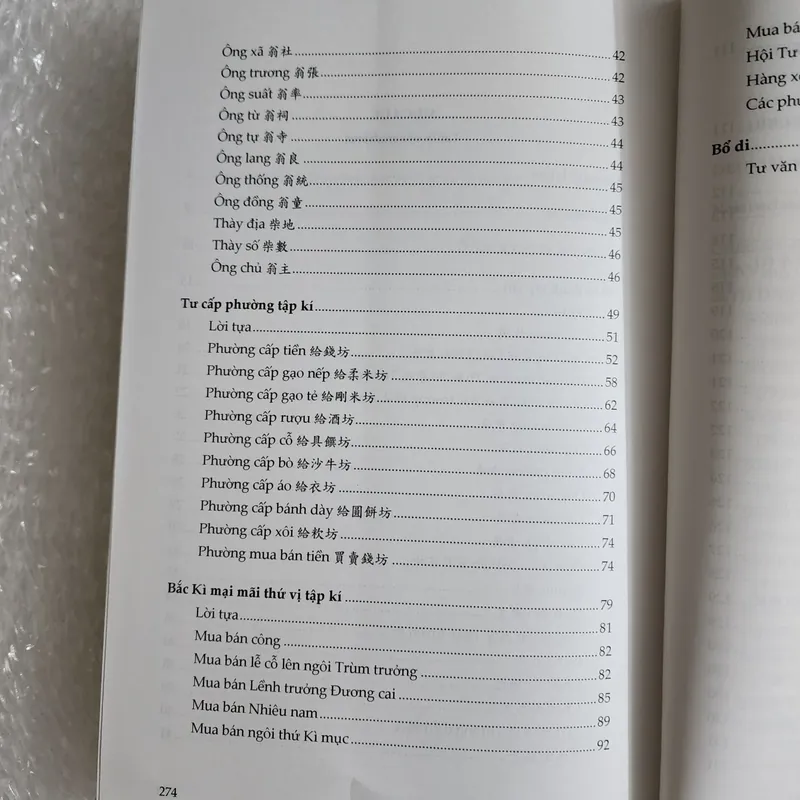 Ông xã 翁社 42
Ông trương 翁張 42
Ông suất 翁率 43
Ông từ 翁祠 43
Ông tự 翁寺 44
Ông lang 翁良 44
Ông thống 翁統 45
Ông đồng 翁童 45
Thày địa 柴地 45
Thày số 柴數 46
Ông chủ 翁主 46
Tư cấp phường tập kí 49
Lời tựa 51
Phường cấp tiền 給錢坊 52
Phường cấp gạo nếp 給柔米坊 58
Phường cấp gạo tẻ 給剛米坊 62
Phường cấp rượu 給酒坊 64
Phường cấp cỗ 給具饌坊 66
Phường cấp bò 給沙牛坊 68
Phường cấp áo 給衣坊 70
Phường cấp bánh dày 給圓餅坊 71
Phường cấp xôi 給軟坊 74
Phường mua bán tiền 買賣錢坊 74
Bắc Kì mại mãi thứ vị tập kí 79
Lời tựa 81
Mua bán công 82
Mua bán lễ cỗ lên ngôi Trùm trưởng 82
Mua bán Lềnh trưởng Đương cai 85
Mua bán Nhiêu nam 89
Mua bán ngôi thứ Kì mục 92
274
Mua bá
Hội Tư
Hàng x
Các phư
Bổ di
Tư văn